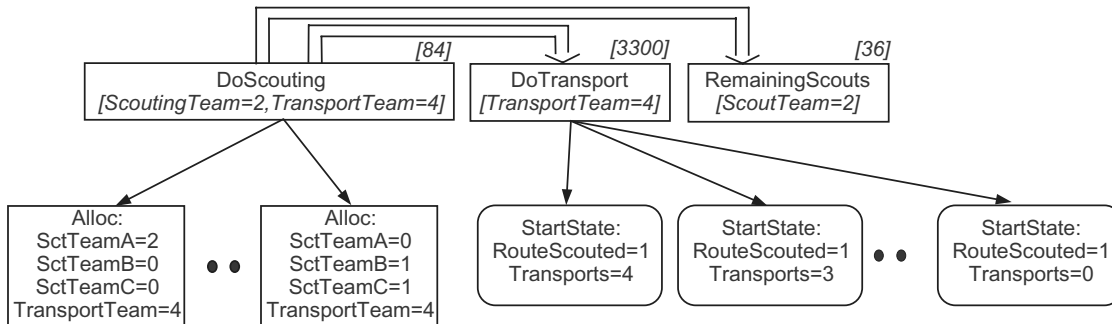 [84]
DoScouting
[ScoutingTeam=2,TransportTeam=4]
[3300]
DoTransport
[TransportTeam=4]
[36]
RemainingScouts
[ScoutTeam=2]
Alloc:
SctTeamA=2
SctTeamB=0
SctTeamC=0
TransportTeam=4
Alloc:
SctTeamA=0
SctTeamB=1
SctTeamC=1
TransportTeam=4
StartState:
RouteScouted=1
Transports=4
StartState:
RouteScouted=1
Transports=3
StartState:
RouteScouted=1
Transports=0